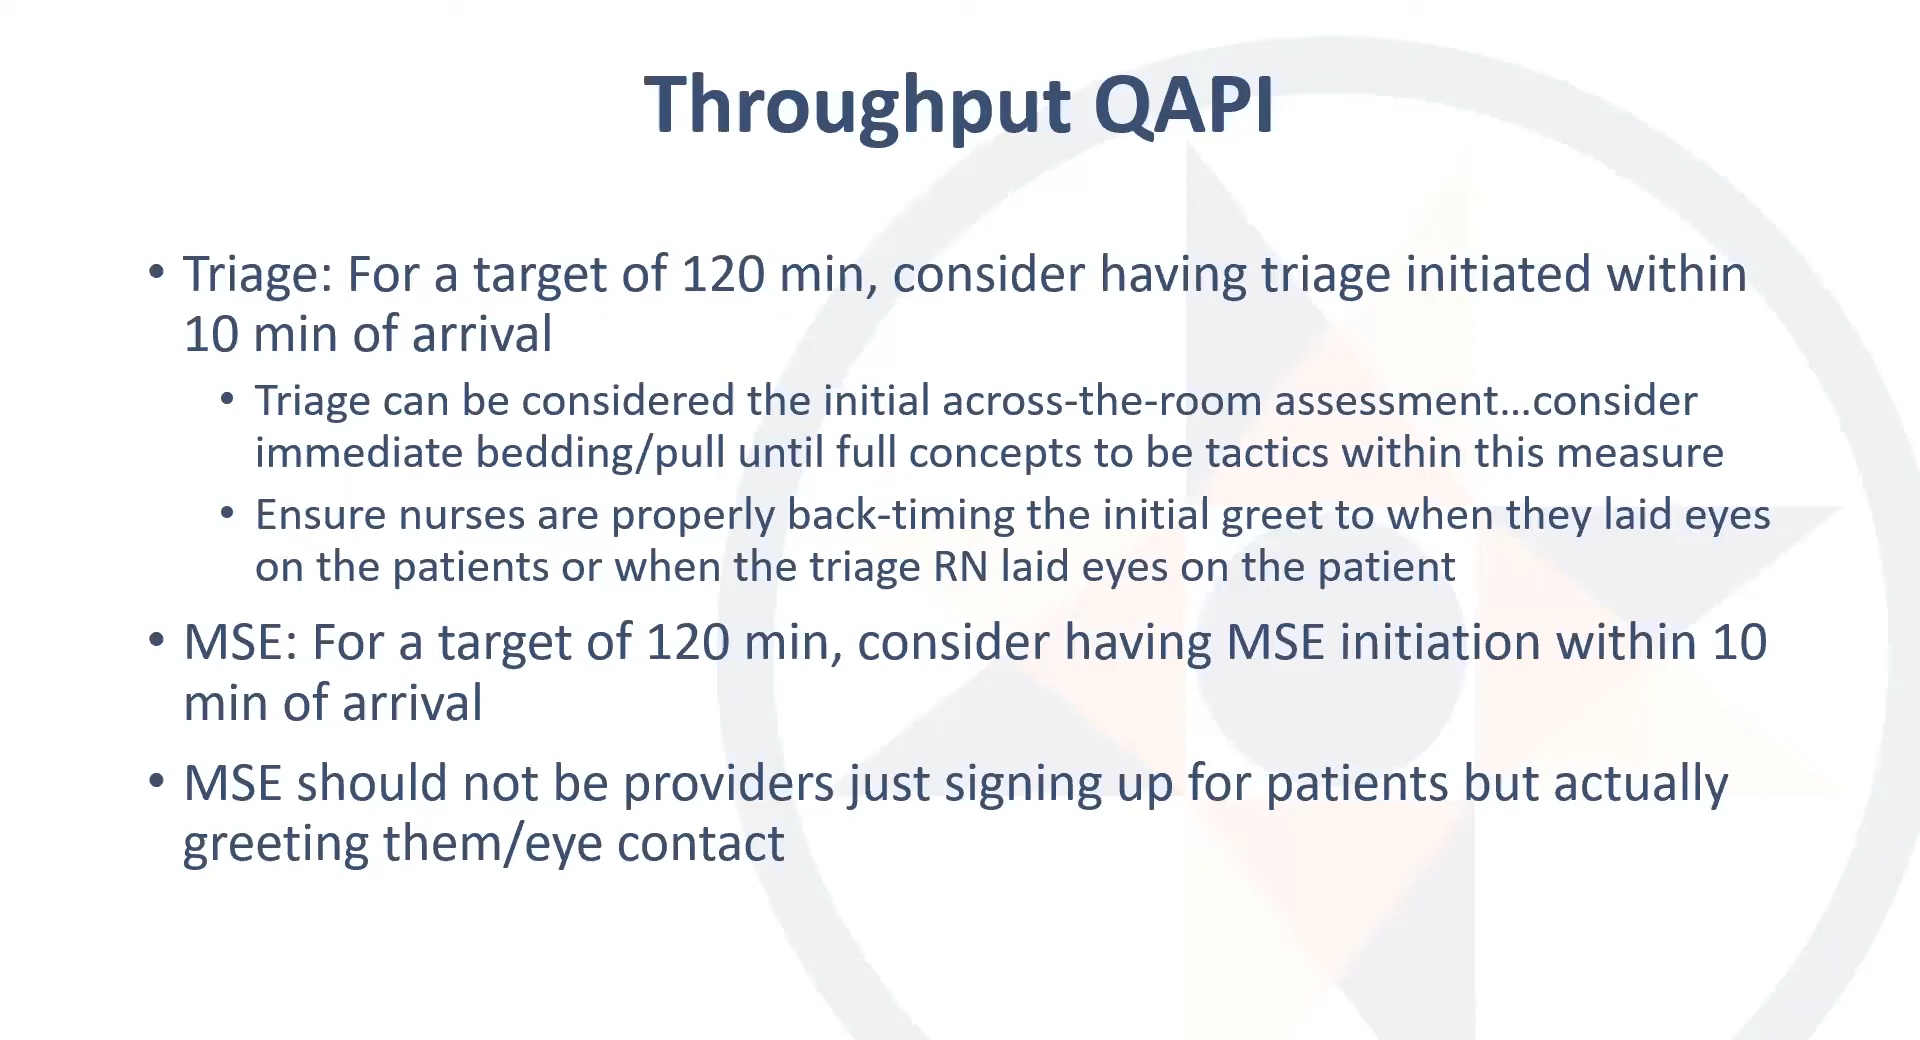 Throughput QAPI
• Triage: For a target of 120 min, consider having triage initiated within
10 min of arrival
• Triage can be considered the initial across-the-room assessment...consider
immediate bedding/pull until full concepts to be tactics within this measure
• Ensure nurses are properly back-timing the initial greet to when they laid eyes
on the patients or when the triage RN laid eyes on the patient
• MSE: For a target of 120 min, consider having MSE initiation within 10
min of arrival
• MSE should not be providers just signing up for patients but actually
greeting them/eye contact